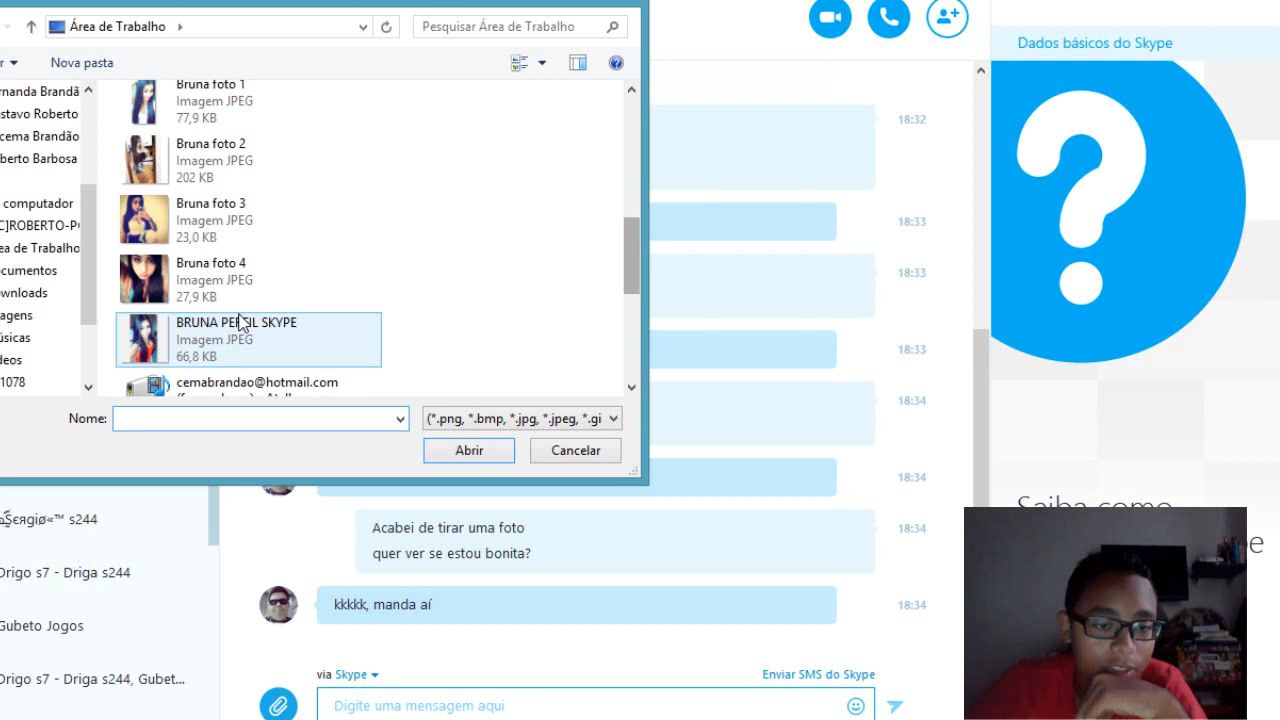 Área de Trabalho
Pesquisar Área de Trabalho
Nova pasta
rnanda Brandã
stavo Roberto
cema Brandão
berto Barbosa
computador
C]ROBERTO-P
ea de Trabalho
cumentos
wnloads
agens
úsicas
deos
1078
Bruna foto 1
Imagem JPEG
77,9 KB
Bruna foto 2
Imagem JPEG
202 KB
Bruna foto 3
Imagem JPEG
23,0 KB
Bruna foto 4
Imagem JPEG
27,9 KB
BRUNA PERFIL SKYPE
Imagem JPEG
66,8 KB
cemabrandao@hotmail.com
Nome:
(*.png, *.bmp, *.jpg, *.jpeg, *.gi
Abrir
Cancelar
s244
Drigo s7 - Driga s244
Gubeto Jogos
Drigo s7 - Driga s244, Gubet...
18:32
18:33
18:33
18:33
18:34
18:34
Acabei de tirar uma foto
quer ver se estou bonita?
18:34
kkkkk, manda aí
18:34
via Skype
Enviar SMS do Skype
Digite uma mensagem aqui
Dados básicos do Skype
?
Saiba como